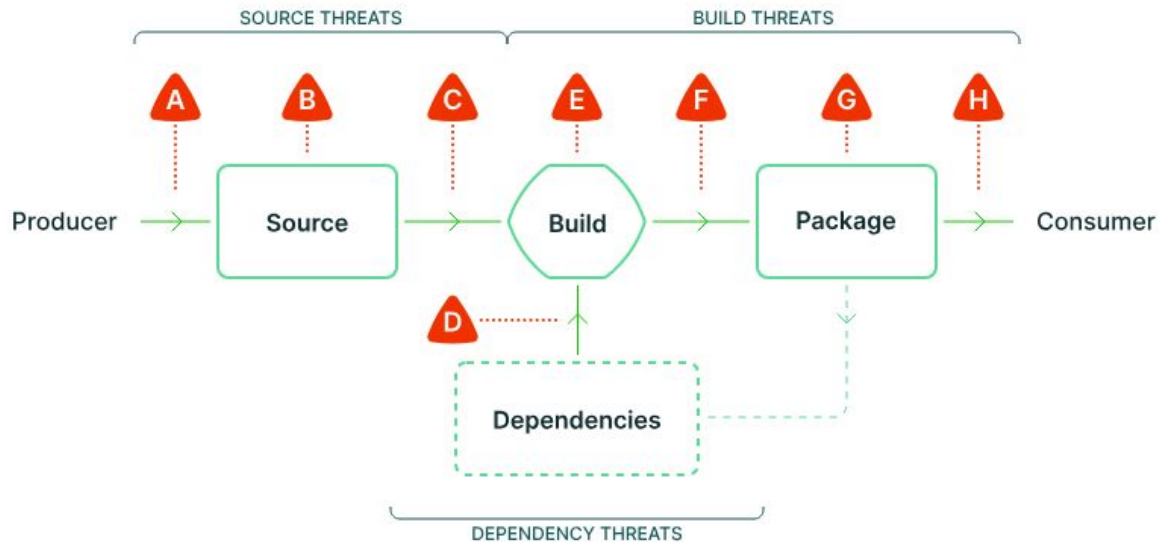 SOURCE THREATS
BUILD THREATS
A
B
C
E
F
G
H
Producer
Source
Build
Package
Consumer
D
Dependencies
DEPENDENCY THREATS